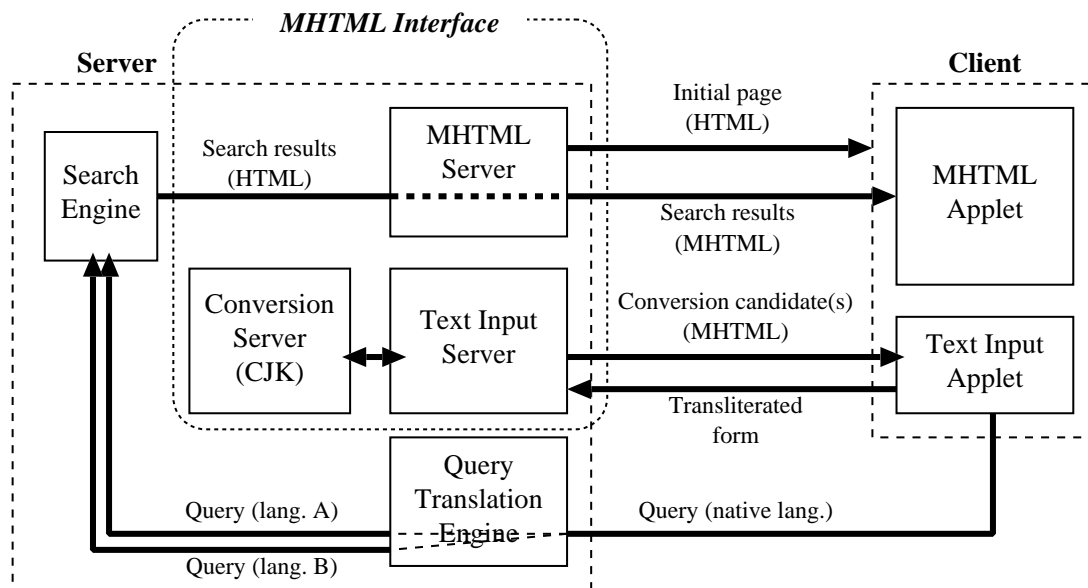 MHTML Interface
Server
Client
Initial page
(HTML)
Search
Engine
Search results
(HTML)
MHTML
Server
Search results
(MHTML)
MHTML
Applet
Conversion
Server
(CJK)
Text Input
Server
Conversion candidate(s)
(MHTML)
Text Input
Applet
Transliterated
form
Query
Translation
Engine
Query (lang. A)
Query (lang. B)
Query (native lang.)